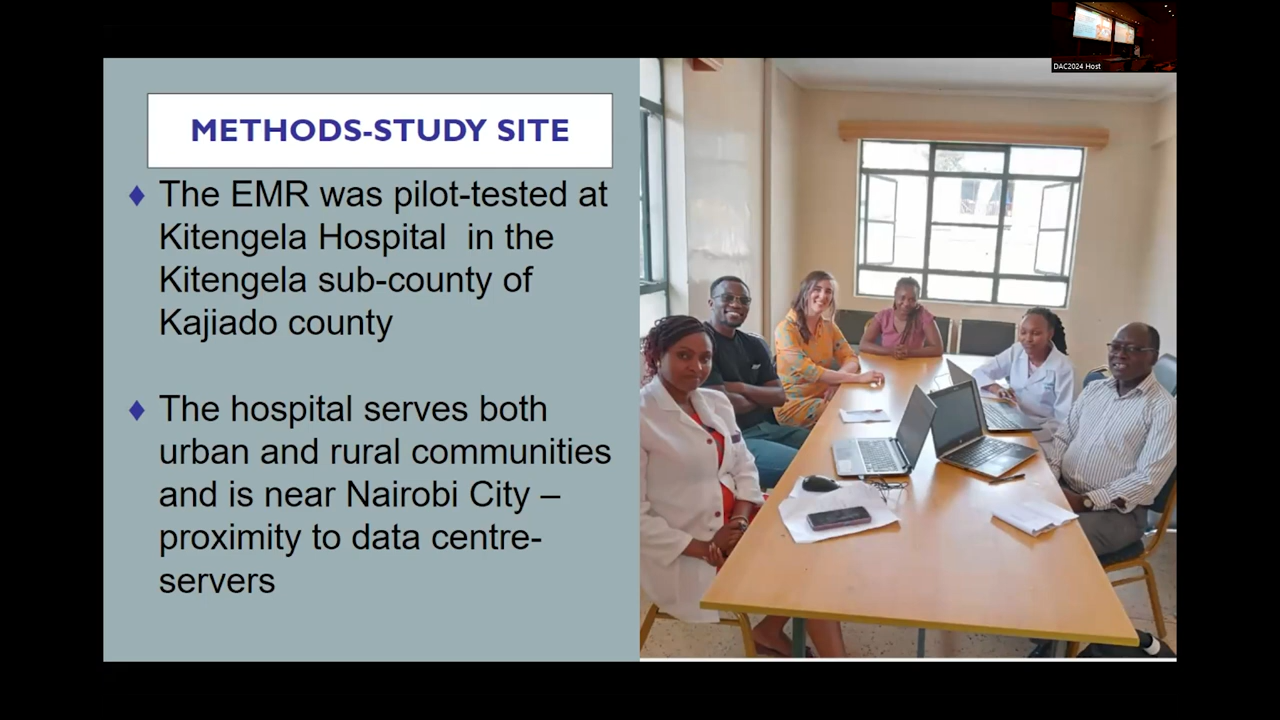 DAC2024 Host
METHODS-STUDY SITE
♦ The EMR was pilot-tested at
Kitengela Hospital  in the
Kitengela sub-county of
Kajiado county
♦ The hospital serves both
urban and rural communities
and is near Nairobi City –
proximity to data centre-
servers